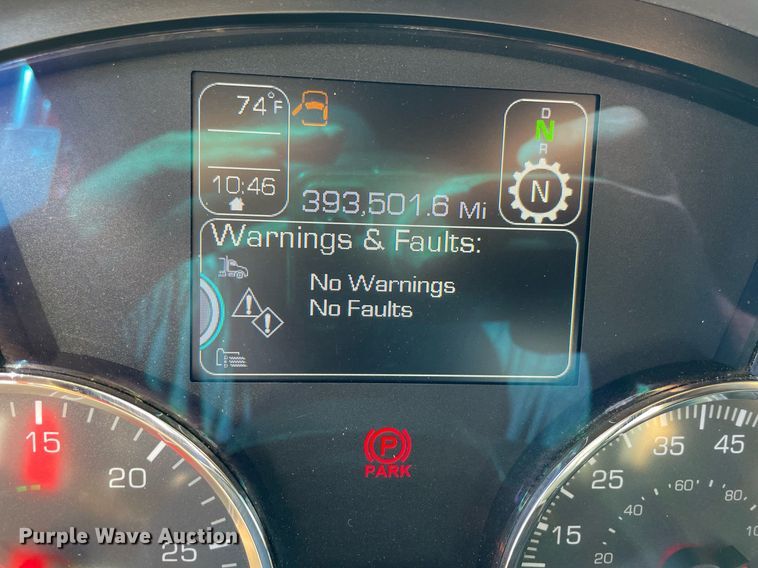 74°F
D
N
R
10:46
393,501.6 Mi
N
Warnings & Faults:
No Warnings
No Faults
P
PARK
15
20
25
15
25
35
45
20
60
80
Purple Wave Auction